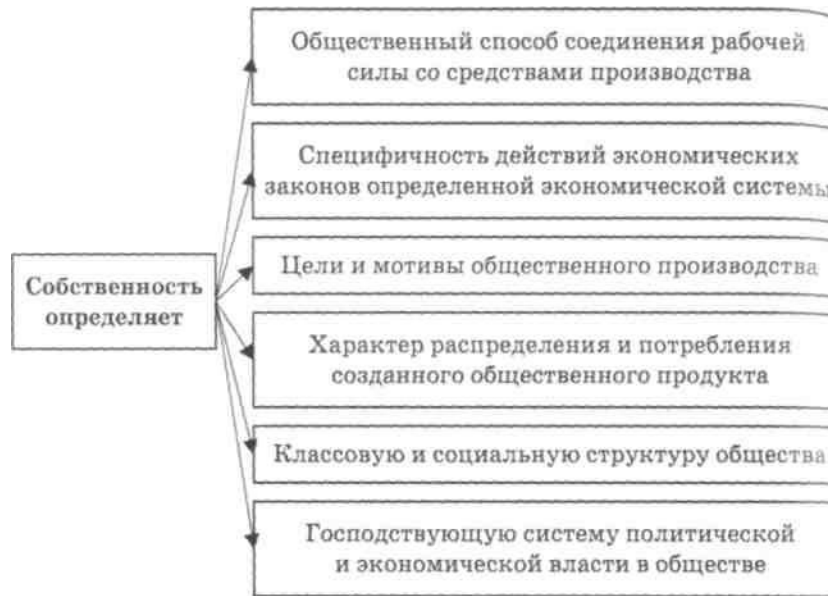 Общественный способ соединения рабочей
силы со средствами производства
Специфичность действий экономических
законов определенной экономической системы
Цели и мотивы общественного производства
Собственность
определяет
Характер распределения и потребления
созданного общественного продукта
Классовую и социальную структуру общества
Господствующую систему политической
и экономической власти в обществе